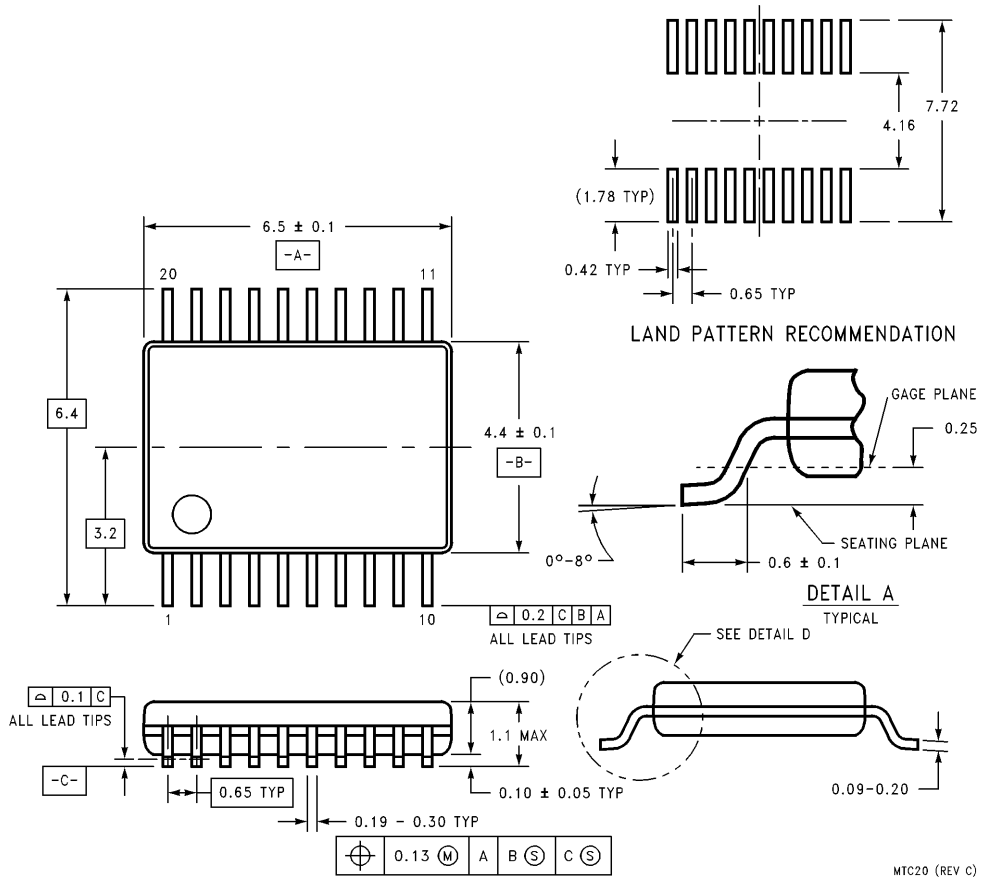 7.72
4.16
(1.78 TYP)
0.42 TYP
0.65 TYP
LAND PATTERN RECOMMENDATION
6.5 ± 0.1
-A-
20
11
6.4
3.2
4.4 ± 0.1
-B-
1
10
⌓ 0.2 C B A
ALL LEAD TIPS
GAGE PLANE
0.25
SEATING PLANE
0°-8°
0.6 ± 0.1
DETAIL A
TYPICAL
SEE DETAIL D
⌓ 0.1 C
ALL LEAD TIPS
(0.90)
1.1 MAX
-C-
0.65 TYP
0.10 ± 0.05 TYP
0.19 - 0.30 TYP
0.09-0.20
⌖ 0.13 Ⓜ A B Ⓢ C Ⓢ
MTC20 (REV C)